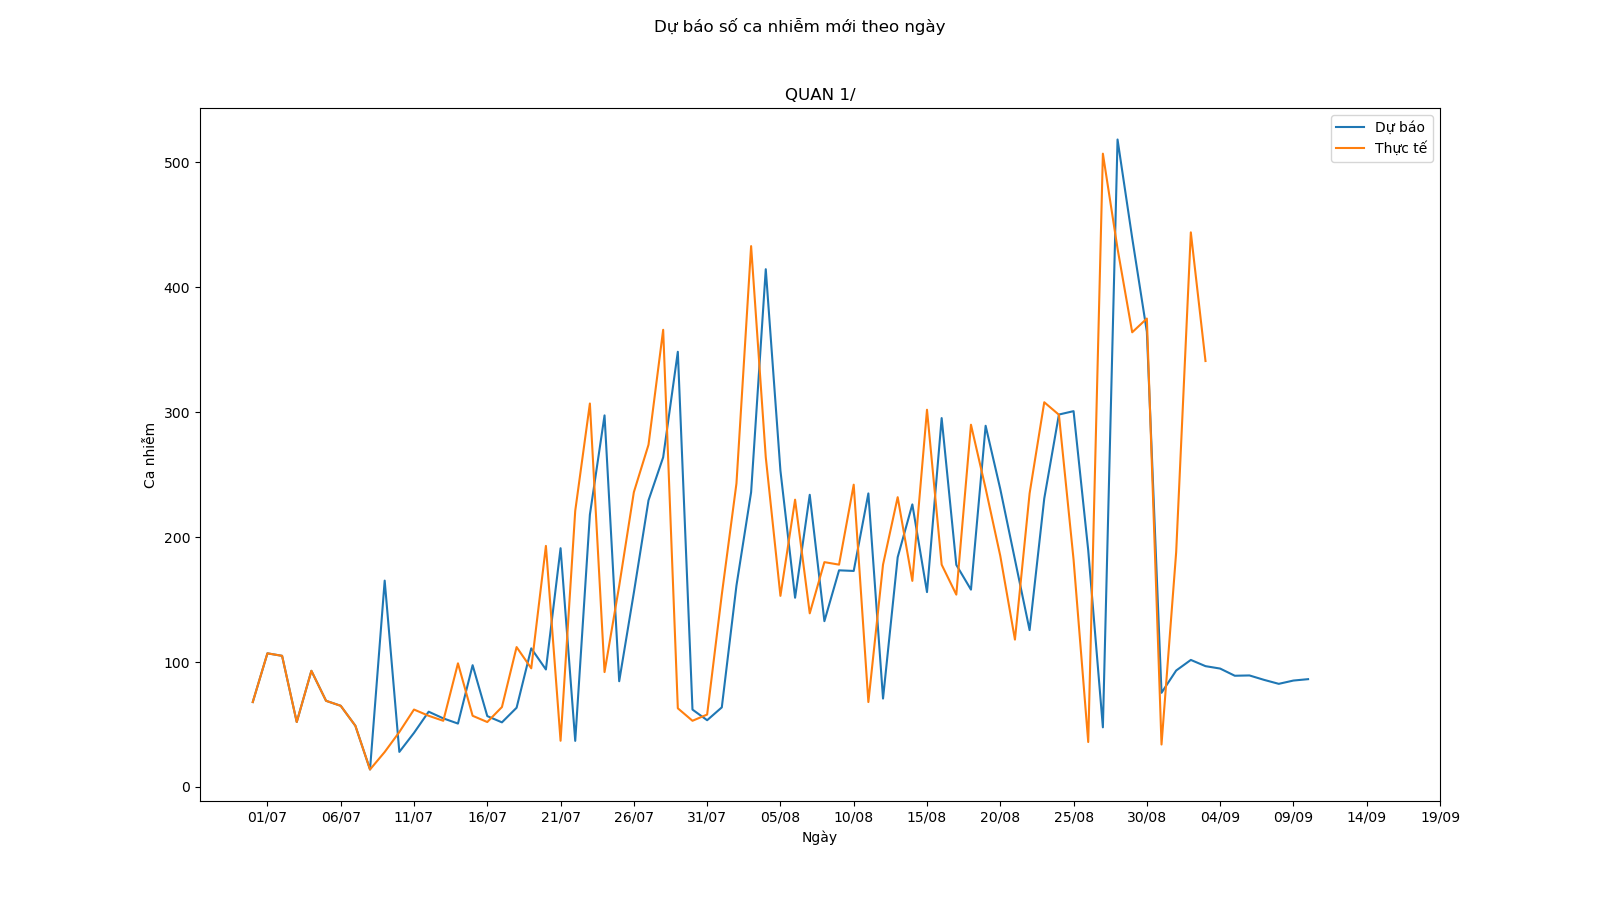 Dự báo số ca nhiễm mới theo ngày
QUAN 1/
Dự báo
Thực tế
500
400
300
200
100
0
Ca nhiễm
01/07 06/07 11/07 16/07 21/07 26/07 31/07 05/08 10/08 15/08 20/08 25/08 30/08 04/09 09/09 14/09 19/09
Ngày